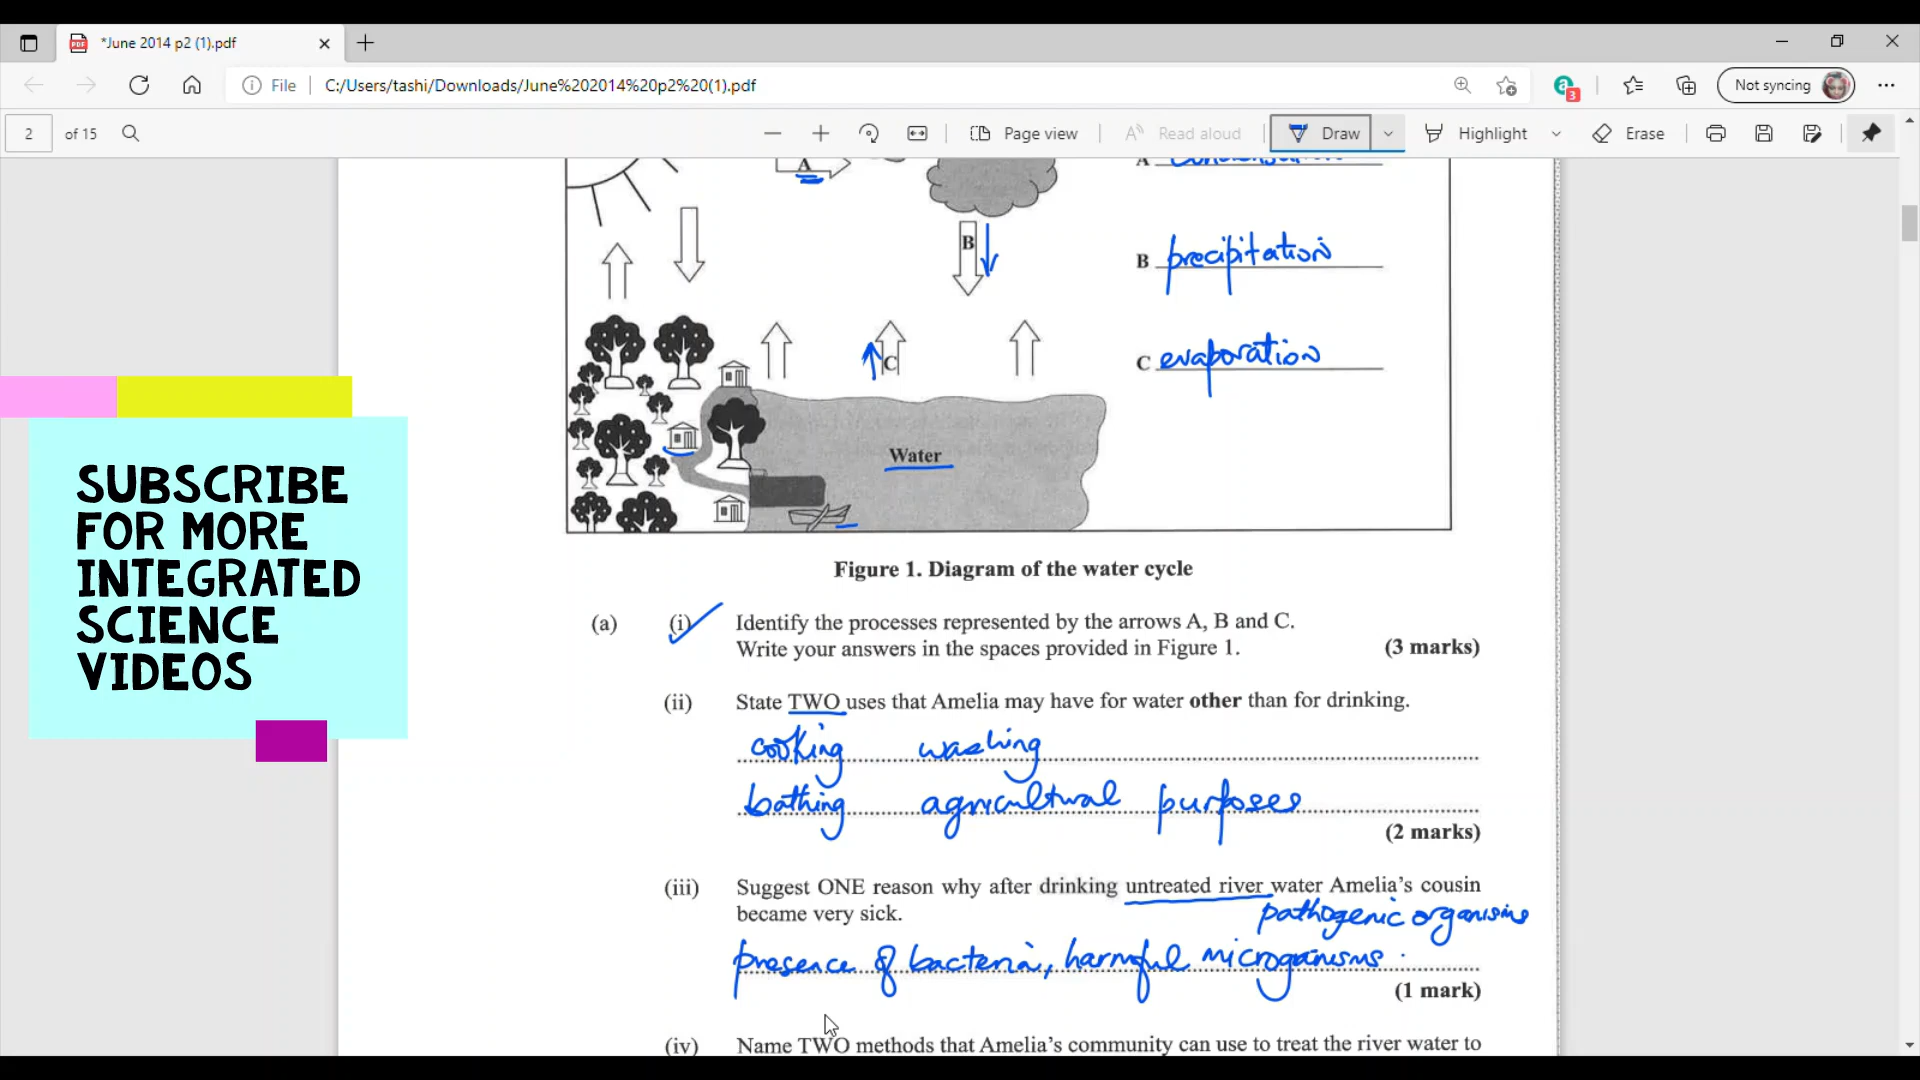 *June 2014 p2 (1).pdf
File
C:/Users/tashi/Downloads/June%202014%20p2%20(1).pdf
3
Not syncing
2 of 15
Page view
Read aloud
Draw
Highlight
Erase
A
A condensation
B
B precipitation
C
C evaporation
Water
SUBSCRIBE
FOR MORE
INTEGRATED
SCIENCE
VIDEOS
Figure 1. Diagram of the water cycle
(a) (i) Identify the processes represented by the arrows A, B and C.
Write your answers in the spaces provided in Figure 1. (3 marks)
(ii) State TWO uses that Amelia may have for water other than for drinking.
cooking washing
bathing agricultural purposes
(2 marks)
(iii) Suggest ONE reason why after drinking untreated river water Amelia's cousin
became very sick.
pathogenic organisms
presence of bacteria, harmful microganisms.
(1 mark)
(iv) Name TWO methods that Amelia's community can use to treat the river water to